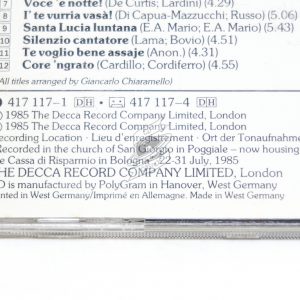 7 Voce 'e notte! (De Curtis; Lardini) (4.29)
8 I' te vurria vasà! (Di Capua-Mazzucchi; Russo) (5.06)
9 Santa Lucia luntana (E.A. Mario; E.A. Mario) (5.43)
10 Silenzio cantatore (Lama; Bovio) (4.51)
11 Te voglio bene assaje (Anon.) (4.31)
12 Core 'ngrato (Cardillo; Cordiferro) (4.55)
All titles arranged by Giancarlo Chiaramello)
417 117-1 DH · 417 117-4 DH
1985 The Decca Record Company Limited, London
© 1985 The Decca Record Company Limited, London
Recording Location · Lieu d'enregistrement · Ort der Tonaufnahme
Recorded in the church of San Giorgio in Poggiale – now housing
Cassa di Risparmio in Bologna", 22-31 July, 1985
THE DECCA RECORD COMPANY LIMITED, London
is manufactured by PolyGram in Hanover, West Germany
in West Germany/Imprimé en Allemagne. Made in West Germany